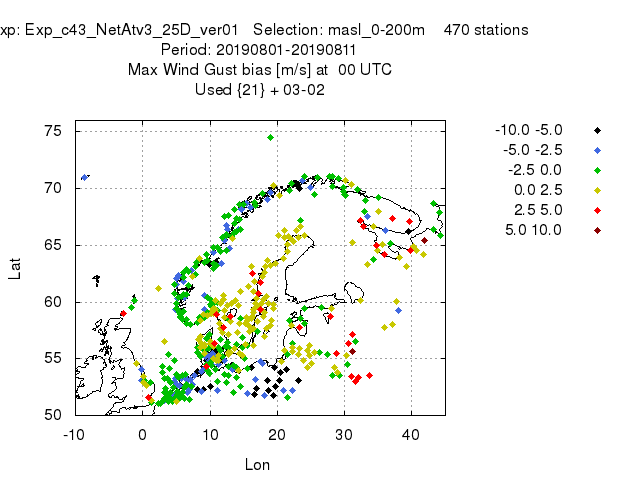 xp: Exp_c43_NetAtv3_25D_ver01 Selection: masl_0-200m 470 stations
Period: 20190801-20190811
Max Wind Gust bias [m/s] at 00 UTC
Used {21} + 03-02
-10.0 -5.0
-5.0 -2.5
-2.5 0.0
0.0 2.5
2.5 5.0
5.0 10.0
75
70
65
60
55
50
Lat
-10 0 10 20 30 40
Lon